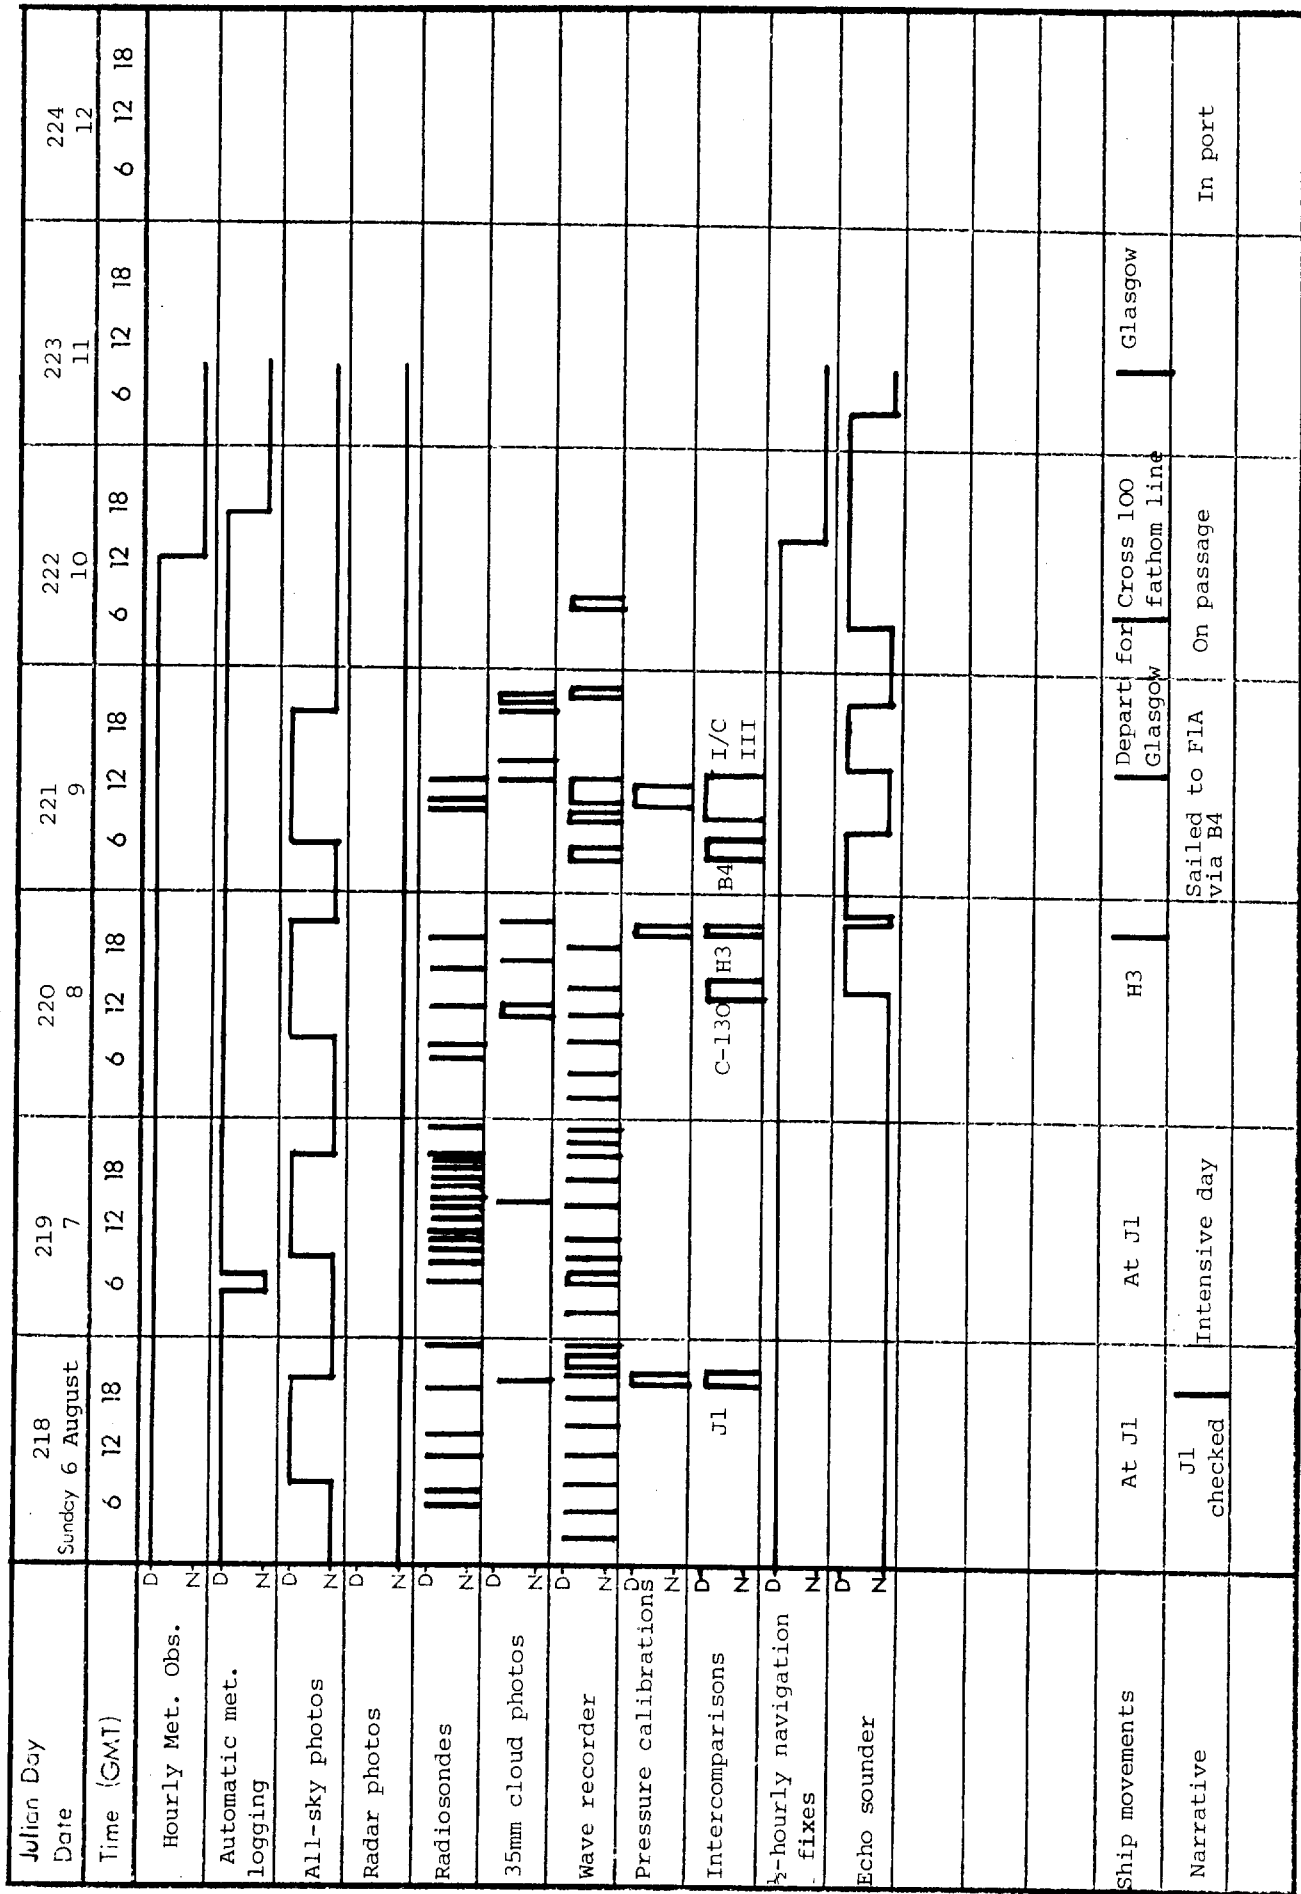 Julian Day 218 219 220 221 222 223 224
Date Sunday 6 August 7 8 9 10 11 12
Time (GMT) 6 12 18 6 12 18 6 12 18 6 12 18 6 12 18 6 12 18 6 12 18
Hourly Met. Obs. D N
Automatic met. D
logging N
All-sky photos D N
Radar photos D N
Radiosondes D N
35mm cloud photos D N
Wave recorder D N
Pressure calibrations D N
Intercomparisons D N J1 C-130 H3 B4 I/C
III
½-hourly navigation D
fixes N
Echo sounder D N
Ship movements At J1 At J1 H3 Depart for Cross 100 Glasgow
Glasgow fathom line
Narrative J1 Intensive day Sailed to F1A On passage In port
checked via B4